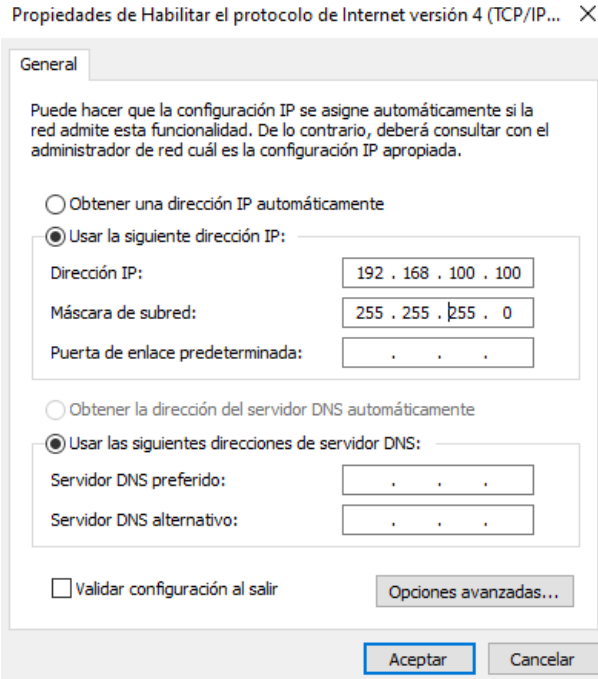 Propiedades de Habilitar el protocolo de Internet versión 4 (TCP/IP...
General
Puede hacer que la configuración IP se asigne automáticamente si la
red admite esta funcionalidad. De lo contrario, deberá consultar con el
administrador de red cuál es la configuración IP apropiada.
Obtener una dirección IP automáticamente
Usar la siguiente dirección IP:
Dirección IP: 192 . 168 . 100 . 100
Máscara de subred: 255 . 255 . 255 . 0
Puerta de enlace predeterminada: . . .
Obtener la dirección del servidor DNS automáticamente
Usar las siguientes direcciones de servidor DNS:
Servidor DNS preferido: . . .
Servidor DNS alternativo: . . .
Validar configuración al salir Opciones avanzadas...
Aceptar Cancelar